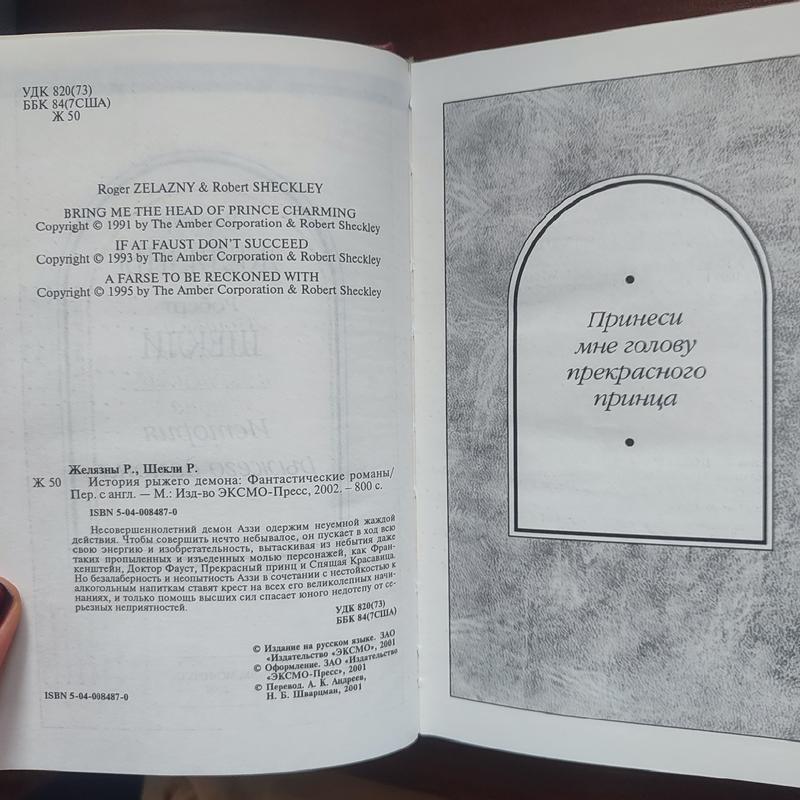 УДК 820(73)
ББК 84(7США)
Ж 50
Roger ZELAZNY & Robert SHECKLEY
BRING ME THE HEAD OF PRINCE CHARMING
Copyright © 1991 by The Amber Corporation & Robert Sheckley
IF AT FAUST DON'T SUCCEED
Copyright © 1993 by The Amber Corporation & Robert Sheckley
A FARSE TO BE RECKONED WITH
Copyright © 1995 by The Amber Corporation & Robert Sheckley
Желязны Р., Шекли Р.
Ж 50 История рыжего демона: Фантастические романы/
Пер. с англ. — М.: Изд-во ЭКСМО-Пресс, 2002. – 800 с.
ISBN 5-04-008487-0
Несовершеннолетний демон Аззи одержим неуемной жаждой
действия. Чтобы совершить нечто небывалое, он пускает в ход всю
свою энергию и изобретательность, вытаскивая из небытия даже
таких пропыленных и изъеденных молью персонажей, как Фран-
кенштейн, Доктор Фауст, Прекрасный принц и Спящая Красавица.
Но безалаберность и неопытность Аззи в сочетании с нестойкостью к
алкогольным напиткам ставят крест на всех его великолепных начи-
наниях, и только помощь высших сил спасает юного недотепу от се-
рьезных неприятностей.
УДК 820(73)
ББК 84(7США)
© Издание на русском языке. ЗАО
«Издательство «ЭКСМО», 2001
© Оформление. ЗАО «Издательство
«ЭКСМО-Пресс», 2001
© Перевод. А. К. Андреев,
Н. Б. Шварцман, 2001
ISBN 5-04-008487-0
Принеси
мне голову
прекрасного
принца